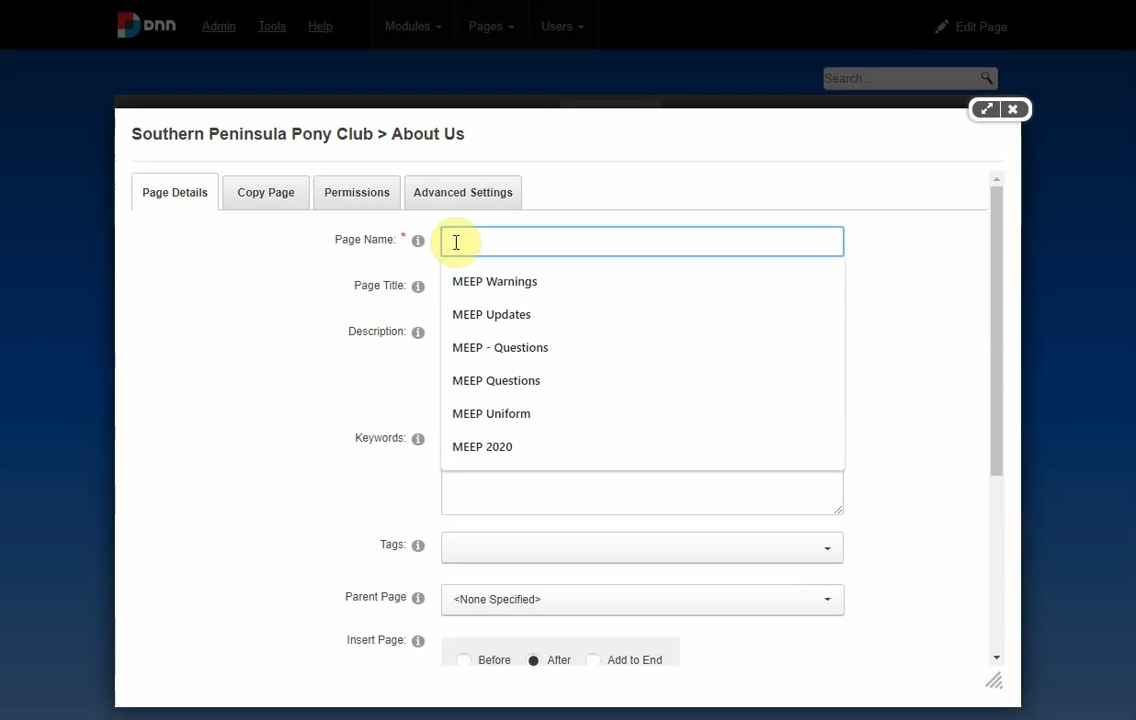 DNN Admin Tools Help Modules Pages Users Edit Page
Search...
Southern Peninsula Pony Club > About Us
Page Details Copy Page Permissions Advanced Settings
Page Name: *
MEEP Warnings
Page Title:
MEEP Updates
Description:
MEEP - Questions
MEEP Questions
MEEP Uniform
Keywords:
MEEP 2020
Tags:
Parent Page <None Specified>
Insert Page: Before After Add to End